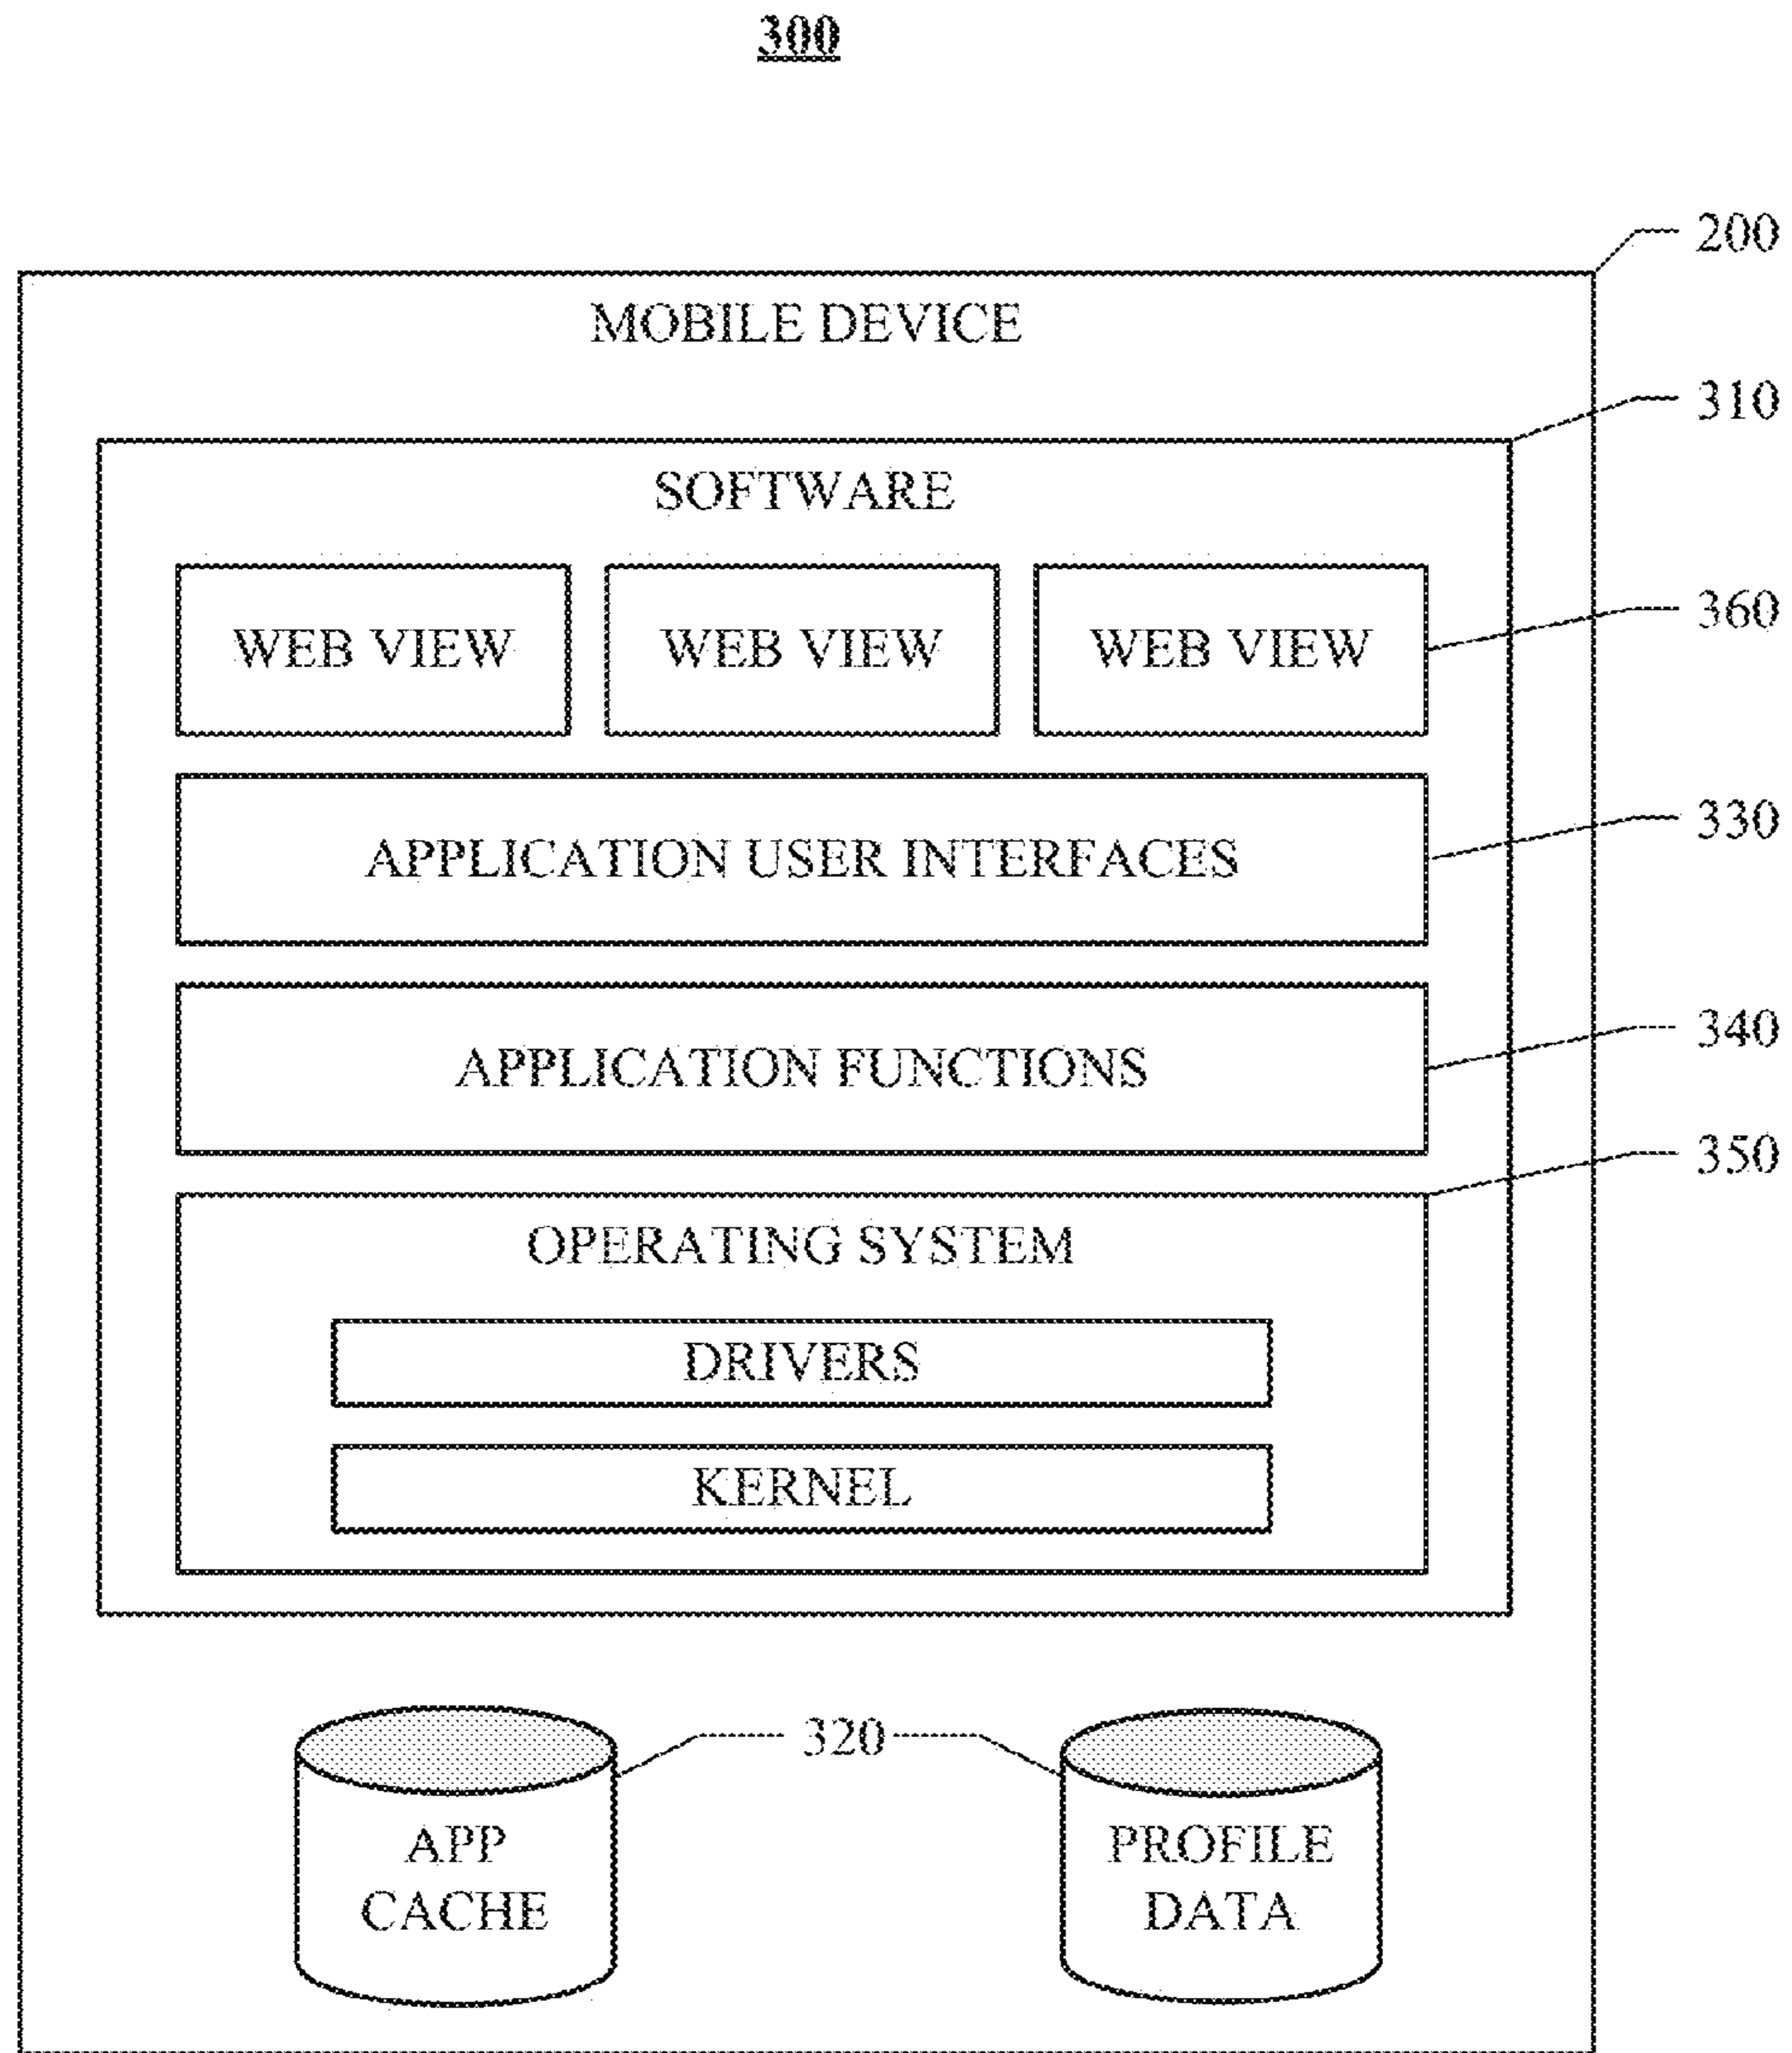 300
200
MOBILE DEVICE
310
SOFTWARE
360
WEB VIEW WEB VIEW WEB VIEW
330
APPLICATION USER INTERFACES
340
APPLICATION FUNCTIONS
350
OPERATING SYSTEM
DRIVERS
KERNEL
320
APP
CACHE
PROFILE
DATA